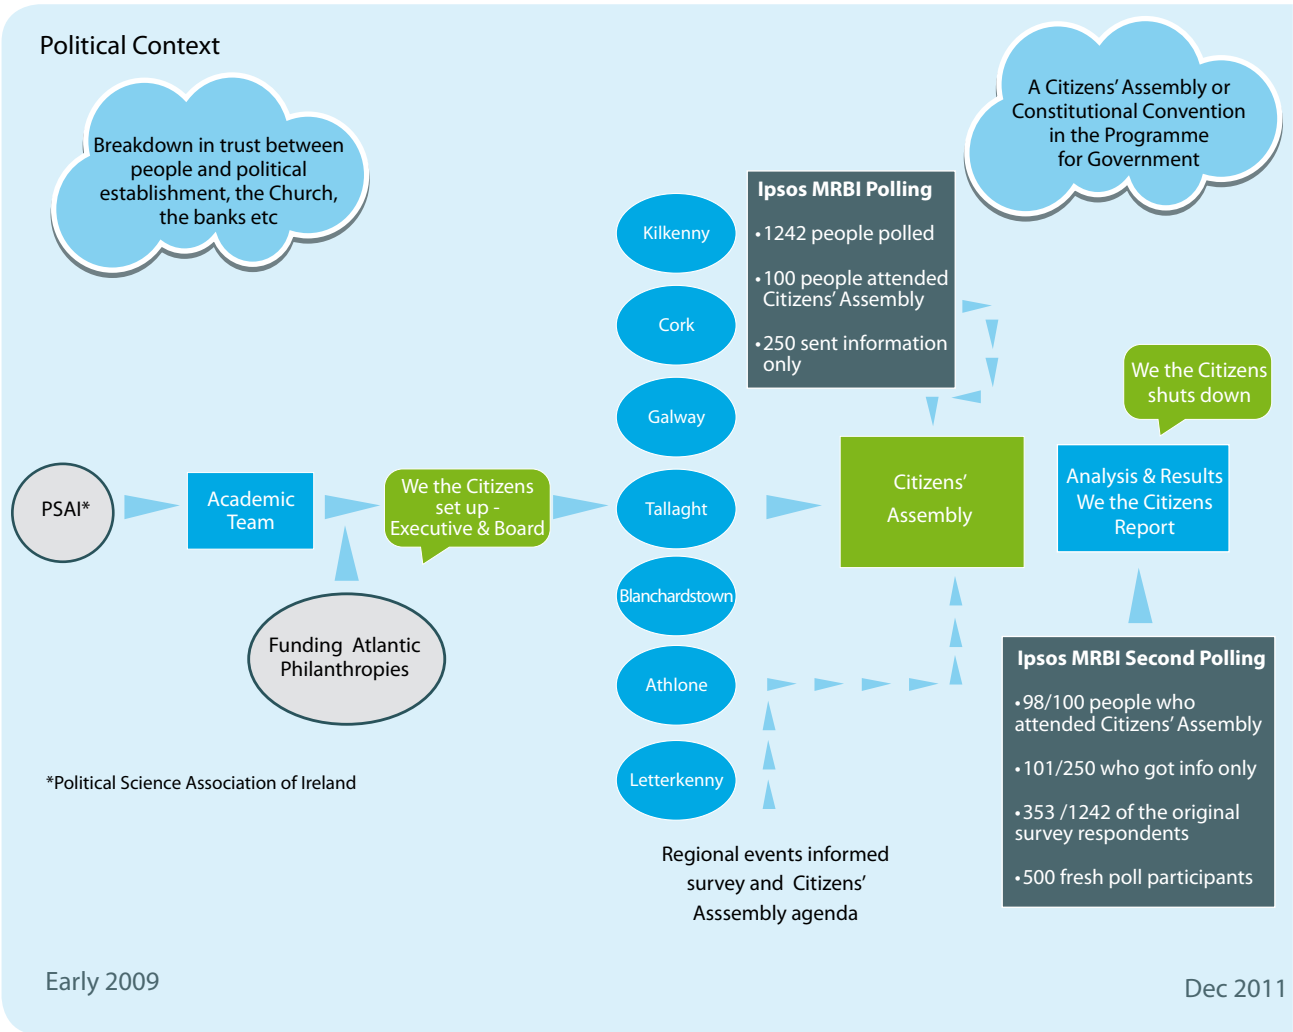 Political Context
Breakdown in trust between
people and political
establishment, the Church,
the banks etc
A Citizens’ Assembly or
Constitutional Convention
in the Programme
for Government
PSAI*
Academic
Team
Funding Atlantic
Philanthropies
We the Citizens
set up -
Executive & Board
Kilkenny
Cork
Galway
Tallaght
Blanchardstown
Athlone
Letterkenny
Ipsos MRBI Polling
•1242 people polled
•100 people attended
Citizens’ Assembly
•250 sent information
only
Citizens’
Assembly
We the Citizens
shuts down
Analysis & Results
We the Citizens
Report
Ipsos MRBI Second Polling
•98/100 people who
attended Citizens’ Assembly
•101/250 who got info only
•353 /1242 of the original
survey respondents
•500 fresh poll participants
*Political Science Association of Ireland
Regional events informed
survey and Citizens’
Asssembly agenda
Early 2009
Dec 2011